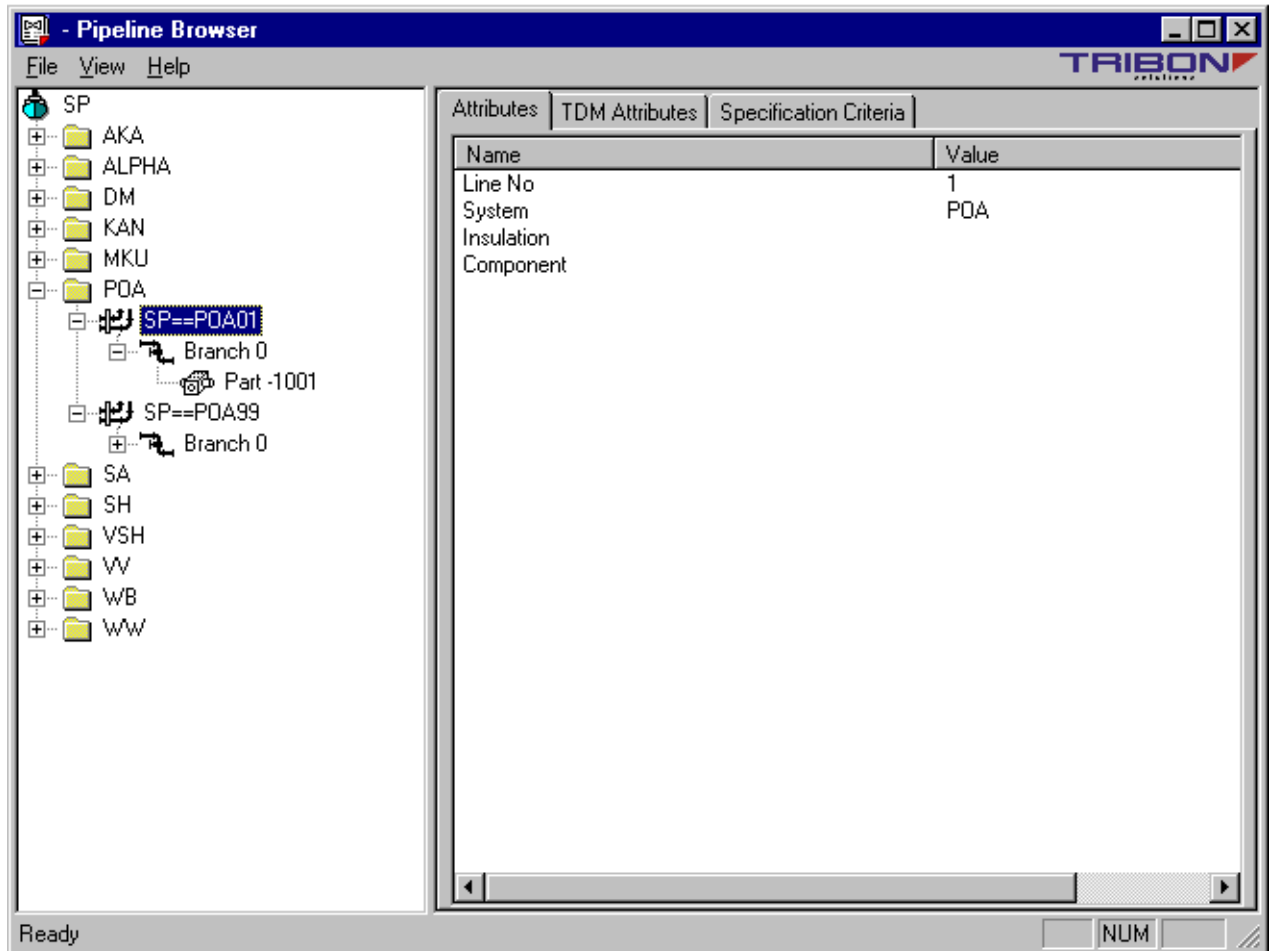 - Pipeline Browser
File View Help
TRIBON
solutions
SP
AKA
ALPHA
DM
KAN
MKU
POA
SP==POA01
Branch 0
Part -1001
SP==POA99
Branch 0
SA
SH
VSH
VV
WB
WW
Attributes TDM Attributes Specification Criteria
Name Value
Line No 1
System POA
Insulation
Component
Ready NUM